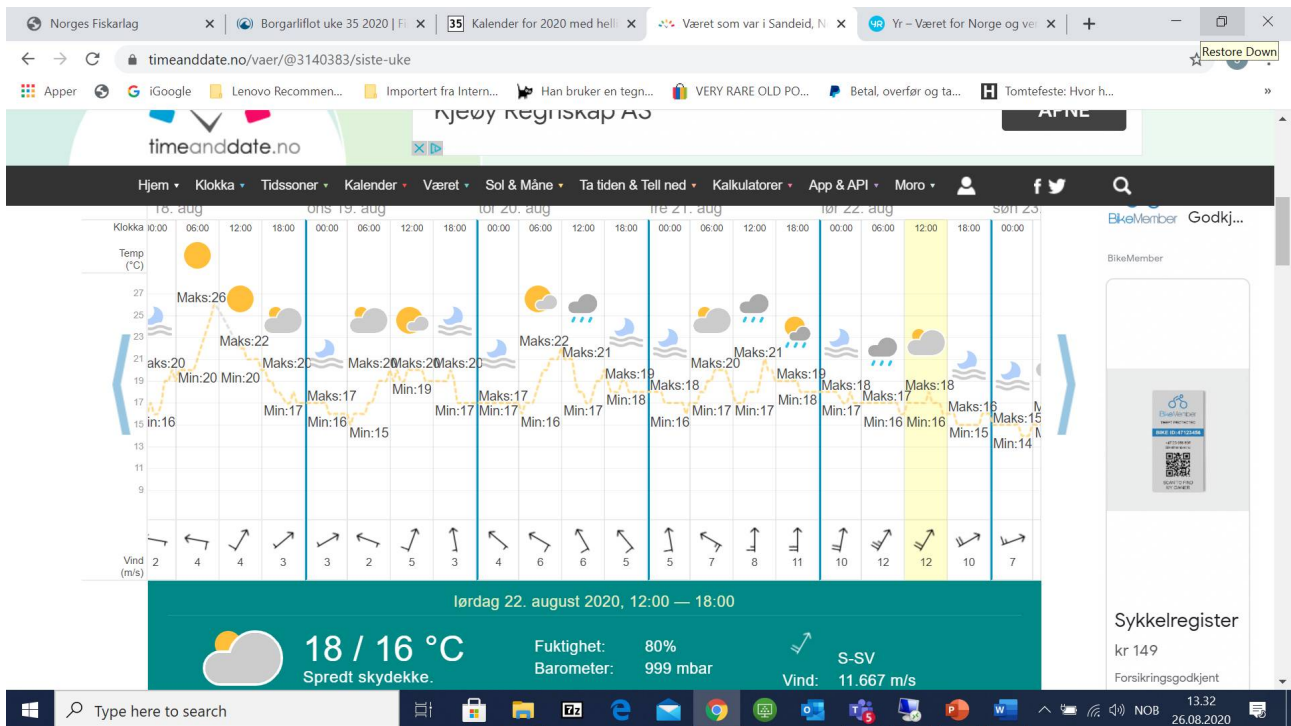 Norges Fiskarlag
Borgarliflot uke 35 2020 | Fi
35 Kalender for 2020 med helli
Været som var i Sandeid, N
Yr – Været for Norge og ver
Restore Down
timeanddate.no/vaer/@3140383/siste-uke
Apper iGoogle Lenovo Recommen... Importert fra Intern... Han bruker en tegn... VERY RARE OLD PO... Betal, overfør og ta... Tomtefeste: Hvor h... »
timeanddate.no
Kjeøy Regnskap AS
ÅPNE
Hjem Klokka Tidssoner Kalender Været Sol & Måne Ta tiden & Tell ned Kalkulatorer App & API Moro
18. aug ons 19. aug tor 20. aug fre 21. aug lør 22. aug søn 23.
Klokka 00:00 06:00 12:00 18:00 00:00 06:00 12:00 18:00 00:00 06:00 12:00 18:00 00:00 06:00 12:00 18:00 00:00 06:00 12:00 18:00 00:00
Temp
(°C)
27
25
23
21
19
17
15
13
11
9
aks:20 Maks:26 Maks:22 Maks:20 Maks:17 Maks:20 Maks:20 Maks:20 Maks:17 Maks:22 Maks:21 Maks:19 Maks:18 Maks:20 Maks:21 Maks:19 Maks:18 Maks:17 Maks:18 Maks:16 Maks:15
in:16 Min:20 Min:20 Min:17 Min:16 Min:15 Min:19 Min:17 Min:17 Min:16 Min:17 Min:18 Min:16 Min:17 Min:17 Min:18 Min:17 Min:16 Min:16 Min:15 Min:14
Vind
(m/s)
2 4 4 3 3 2 5 3 4 6 6 5 5 7 8 11 10 12 12 10 7
lørdag 22. august 2020, 12:00 — 18:00
18 / 16 °C
Spredt skydekke.
Fuktighet: 80%
Barometer: 999 mbar
Vind:
S-SV
11.667 m/s
BikeMember Godkj...
BikeMember
BikeMember
BIKE ID:47123456
Sykkelregister
kr 149
Forsikringsgodkjent
Type here to search
NOB
13.32
26.08.2020